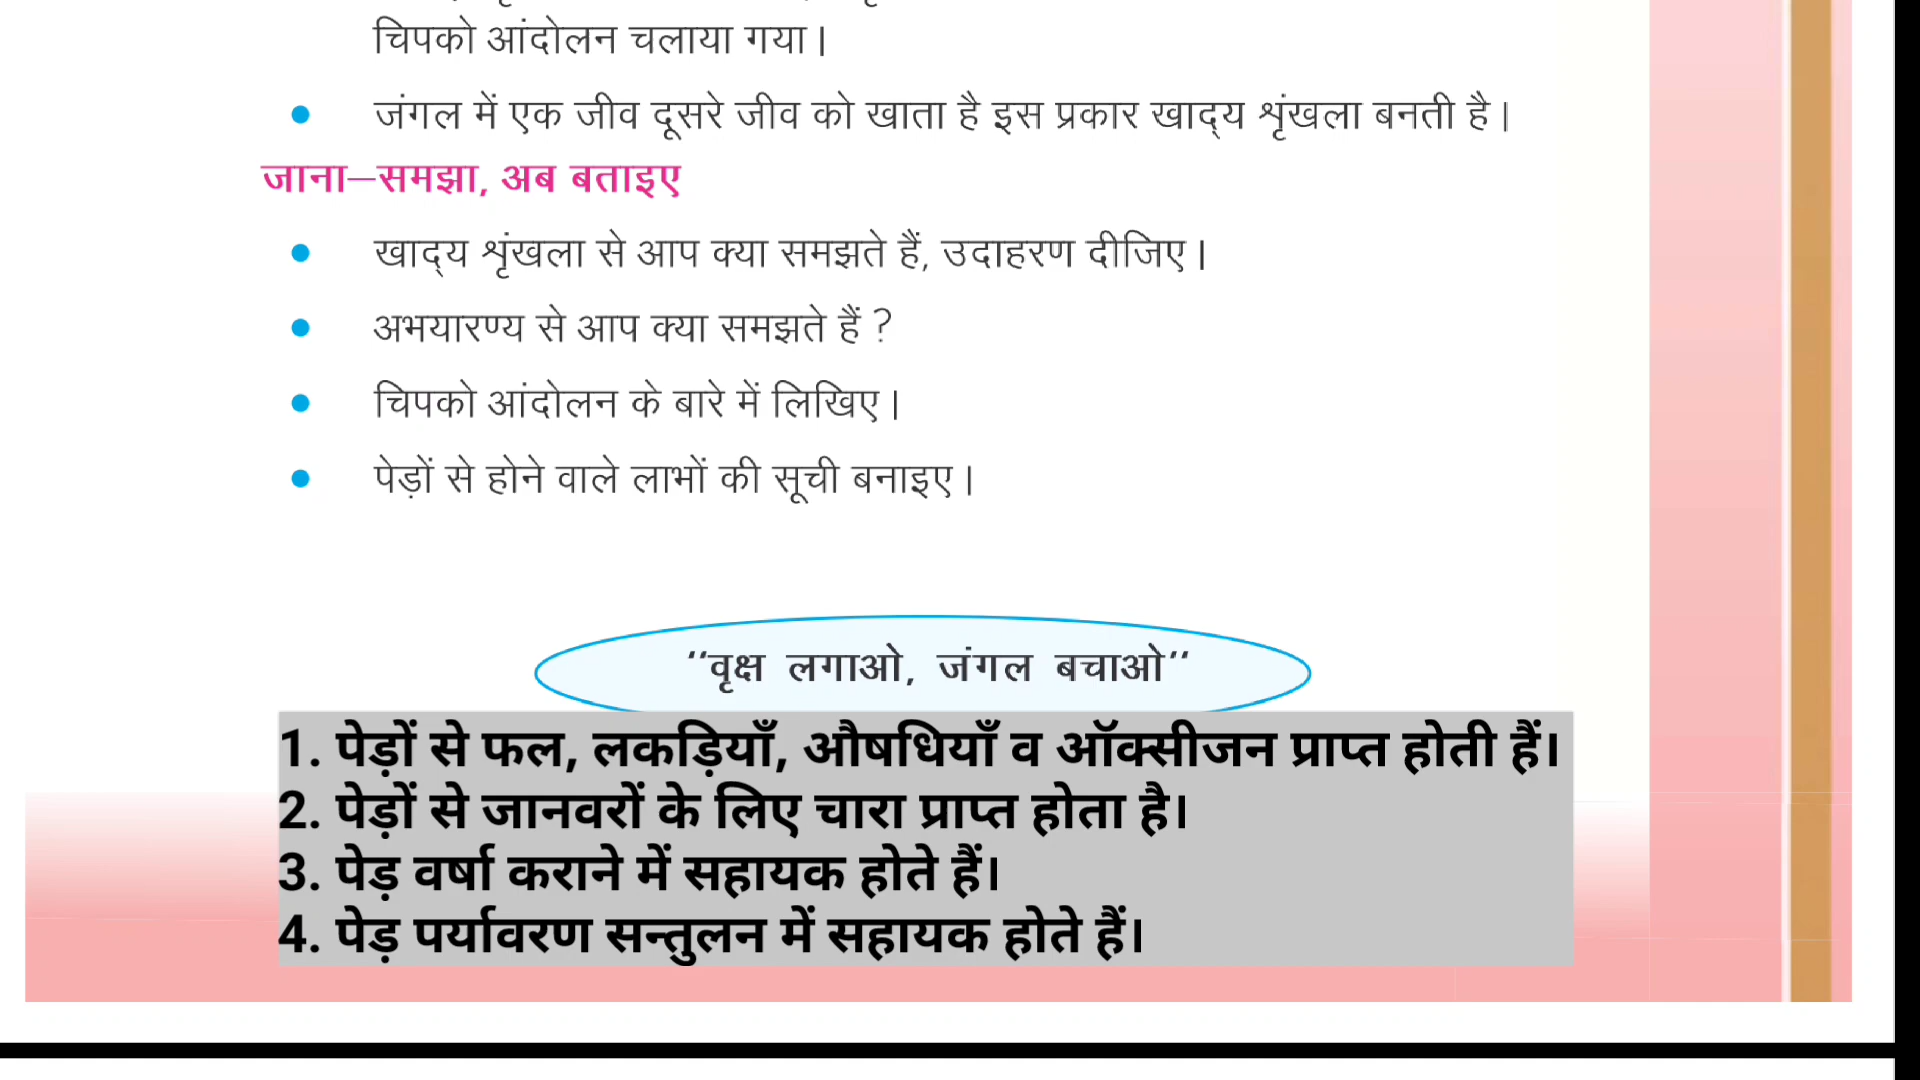 चिपको आंदोलन चलाया गया।
• जंगल में एक जीव दूसरे जीव को खाता है इस प्रकार खाद्‌य शृंखला बनती है।
जाना–समझा, अब बताइए
• खाद्‌य शृंखला से आप क्या समझते हैं, उदाहरण दीजिए।
• अभयारण्य से आप क्या समझते हैं ?
• चिपको आंदोलन के बारे में लिखिए।
• पेड़ों से होने वाले लाभों की सूची बनाइए।
‘‘वृक्ष लगाओ, जंगल बचाओ‘‘
1. पेड़ों से फल, लकड़ियाँ, औषधियाँ व ऑक्सीजन प्राप्त होती हैं।
2. पेड़ों से जानवरों के लिए चारा प्राप्त होता है।
3. पेड़ वर्षा कराने में सहायक होते हैं।
4. पेड़ पर्यावरण सन्तुलन में सहायक होते हैं।